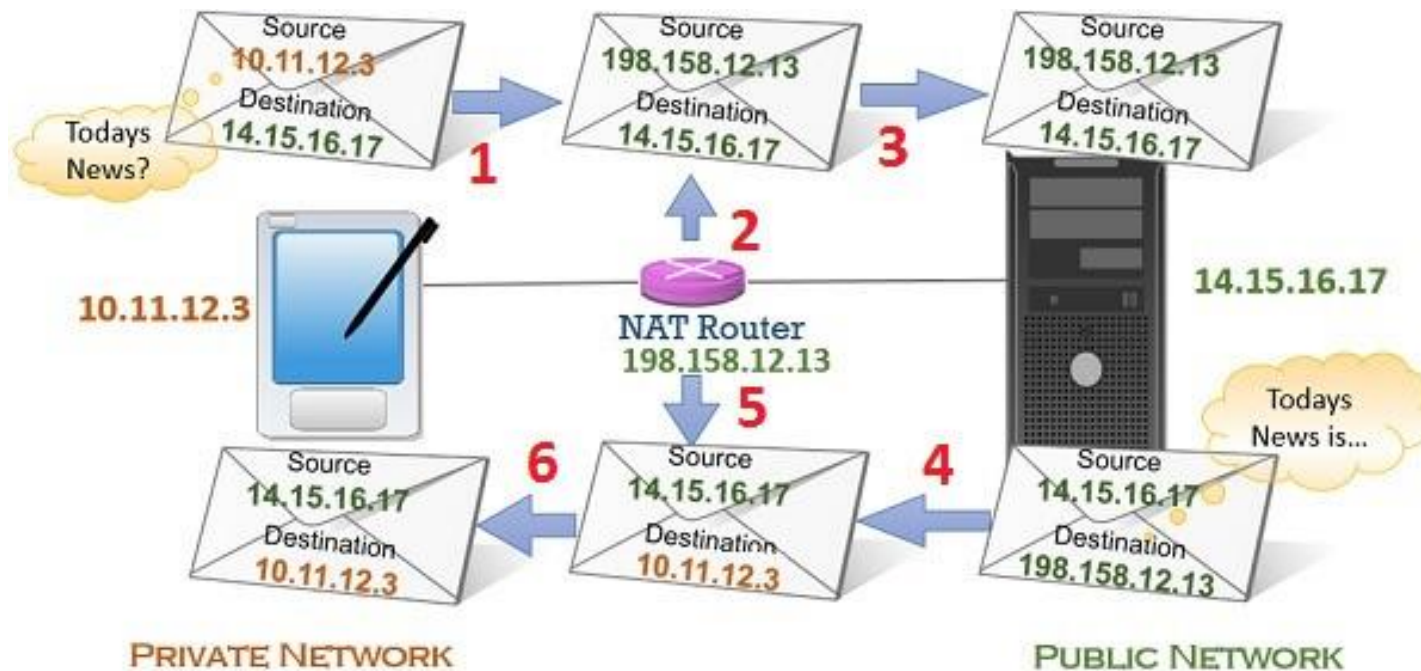 Source
10.11.12.3
Destination
14.15.16.17
Todays
News?
1
Source
198.158.12.13
Destination
14.15.16.17
3
Source
198.158.12.13
Destination
14.15.16.17
2
10.11.12.3
NAT Router
198.158.12.13
14.15.16.17
5
Todays
News is...
6
4
Source
14.15.16.17
Destination
10.11.12.3
Source
14.15.16.17
Destination
10.11.12.3
Source
14.15.16.17
Destination
198.158.12.13
PRIVATE NETWORK
PUBLIC NETWORK